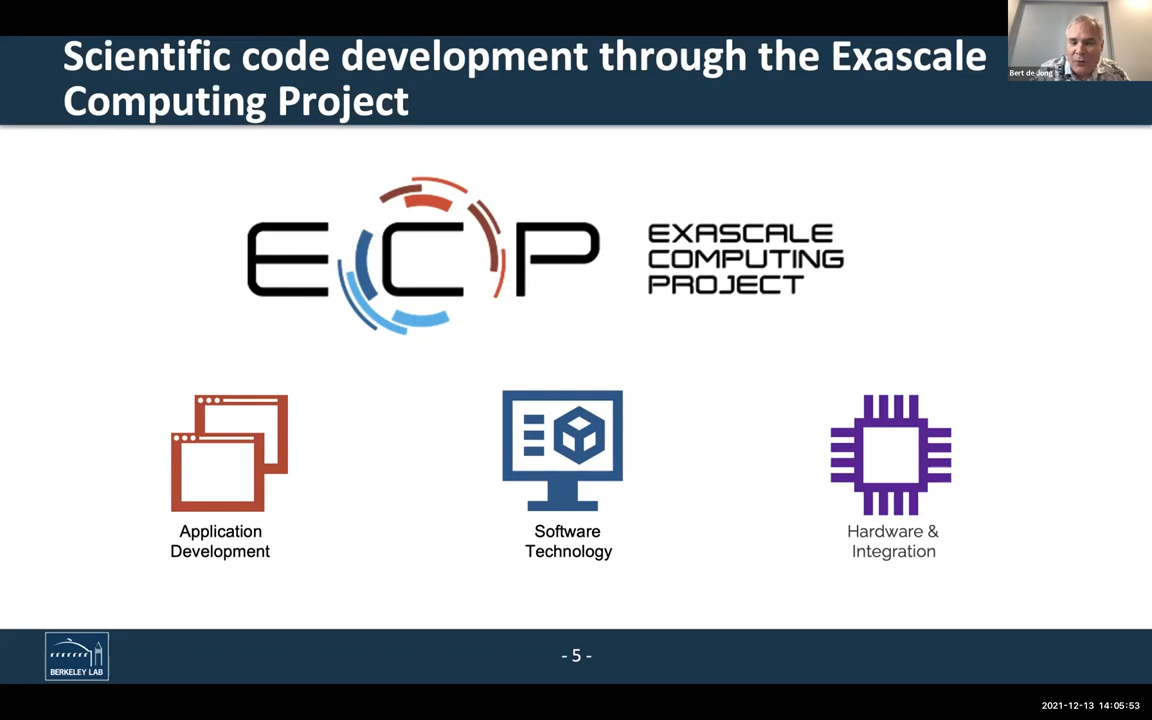 Scientific code development through the Exascale
Computing Project
Bert de Jong
ECP
EXASCALE
COMPUTING
PROJECT
Application
Development
Software
Technology
Hardware &
Integration
BERKELEY LAB
- 5 -
2021-12-13 14:05:53